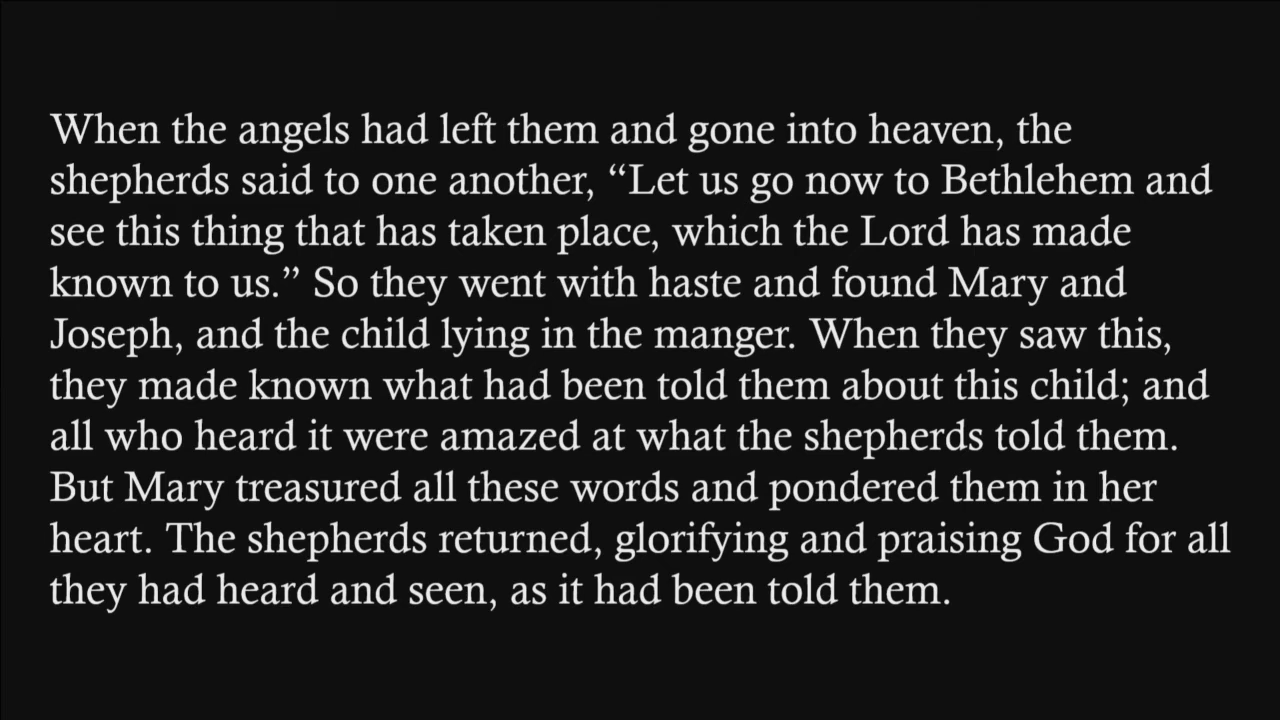 When the angels had left them and gone into heaven, the
shepherds said to one another, “Let us go now to Bethlehem and
see this thing that has taken place, which the Lord has made
known to us.” So they went with haste and found Mary and
Joseph, and the child lying in the manger. When they saw this,
they made known what had been told them about this child; and
all who heard it were amazed at what the shepherds told them.
But Mary treasured all these words and pondered them in her
heart. The shepherds returned, glorifying and praising God for all
they had heard and seen, as it had been told them.